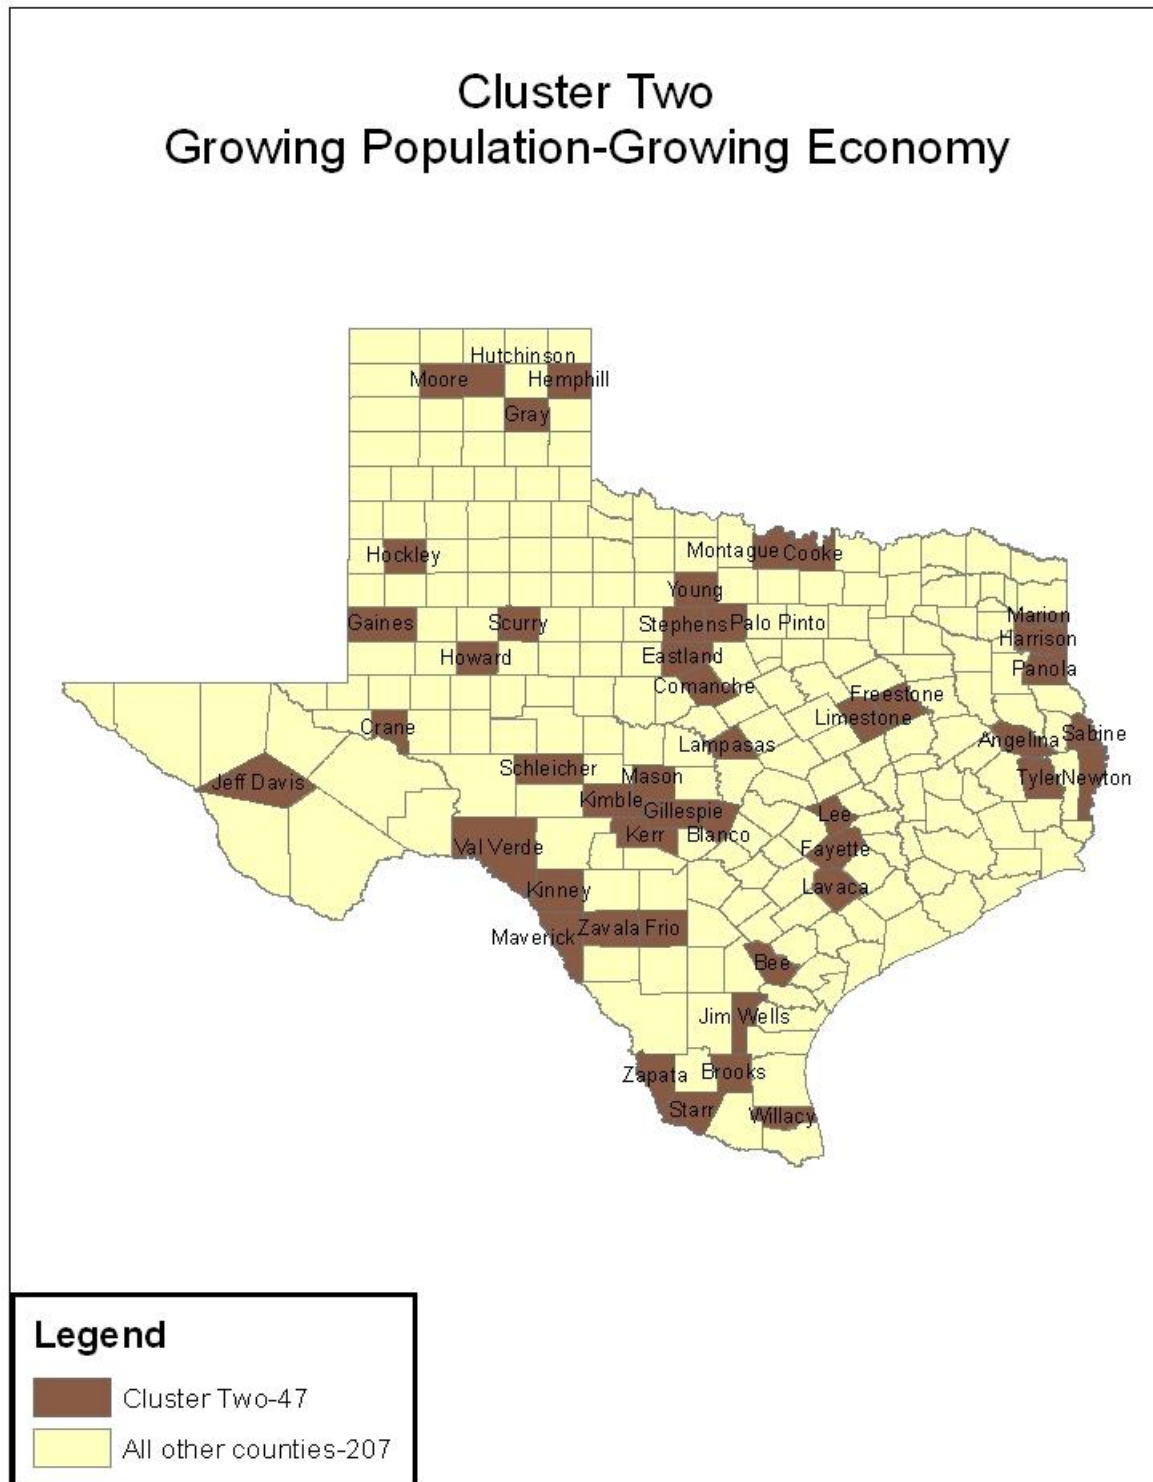 Cluster Two
Growing Population-Growing Economy
Hutchinson
Moore
Hemphill
Gray
Hockley
Montague
Cooke
Young
Gaines
Scurry
Stephens
Palo Pinto
Marion
Harrison
Howard
Eastland
Panola
Comanche
Freestone
Limestone
Crane
Lampasas
Angelina
Sabine
Schleicher
Mason
Jeff Davis
Tyler
Newton
Kimble
Gillespie
Lee
Kerr
Blanco
Val Verde
Fayette
Kinney
Lavaca
Maverick
Zavala
Frio
Bee
Jim Wells
Zapata
Brooks
Starr
Willacy
Legend
Cluster Two-47
All other counties-207